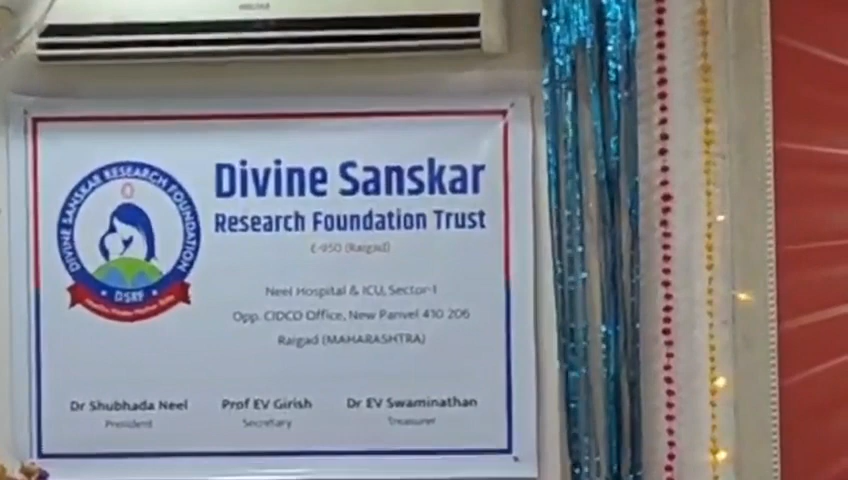 DIVINE SANSKAR RESEARCH FOUNDATION
DSRF
Divine Sanskar
Research Foundation Trust
E-950 (Raigad)
Neel Hospital & ICU, Sector-1
Opp. CIDCO Office, New Panvel 410 206
Raigad (MAHARASHTRA)
Dr Shubhada Neel
President
Prof EV Girish
Secretary
Dr EV Swaminathan
Treasurer